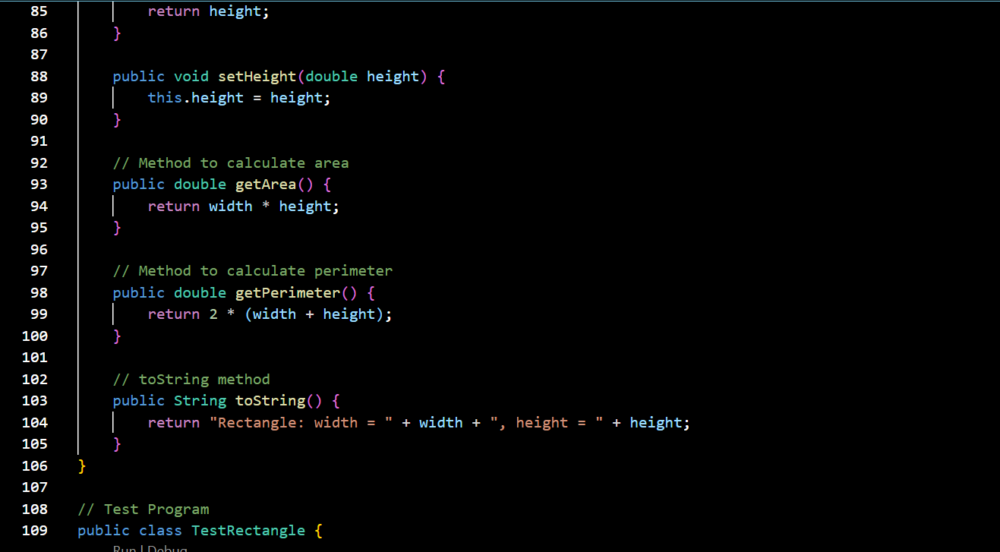 85 return height;
86 }
87
88 public void setHeight(double height) {
89 this.height = height;
90 }
91
92 // Method to calculate area
93 public double getArea() {
94 return width * height;
95 }
96
97 // Method to calculate perimeter
98 public double getPerimeter() {
99 return 2 * (width + height);
100 }
101
102 // toString method
103 public String toString() {
104 return "Rectangle: width = " + width + ", height = " + height;
105 }
106 }
107
108 // Test Program
109 public class TestRectangle {
Run | Debug